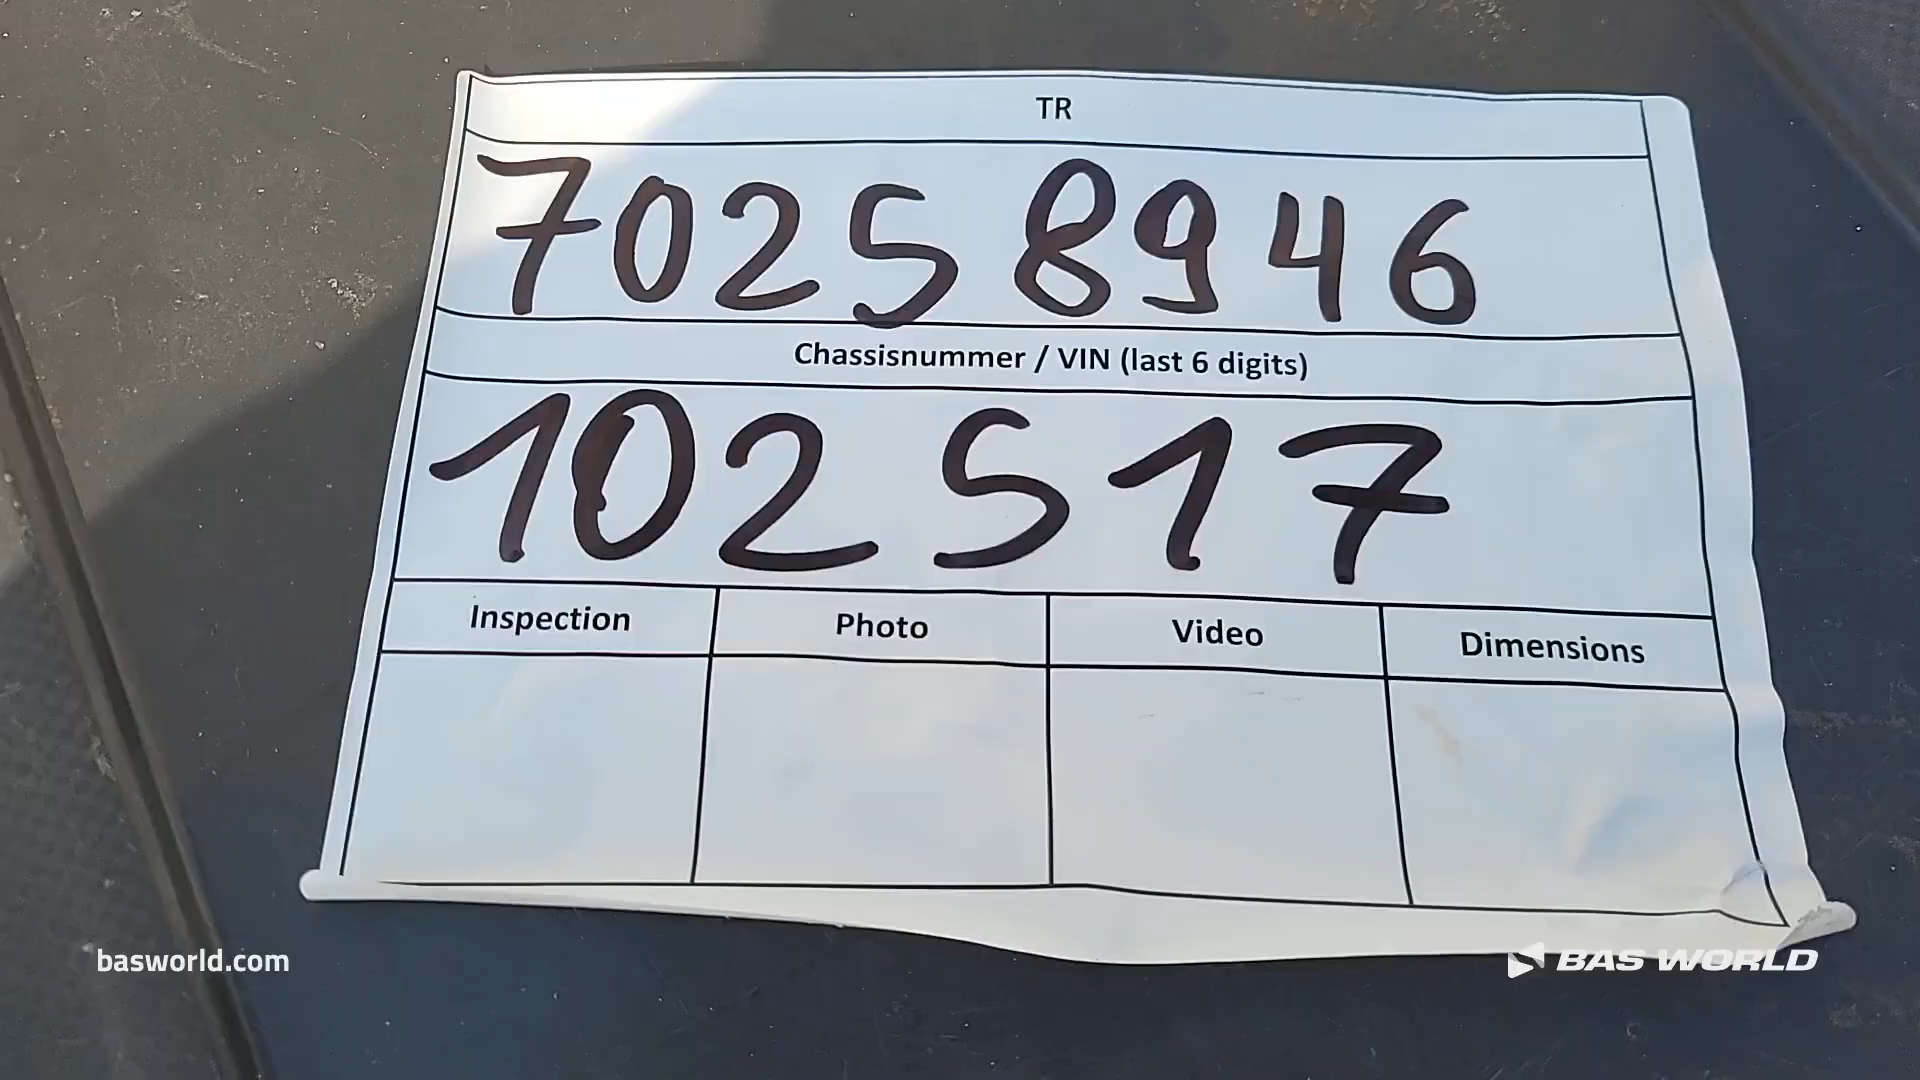 TR
70258946
Chassisnummer / VIN (last 6 digits)
102517
Inspection Photo Video Dimensions
basworld.com BAS WORLD